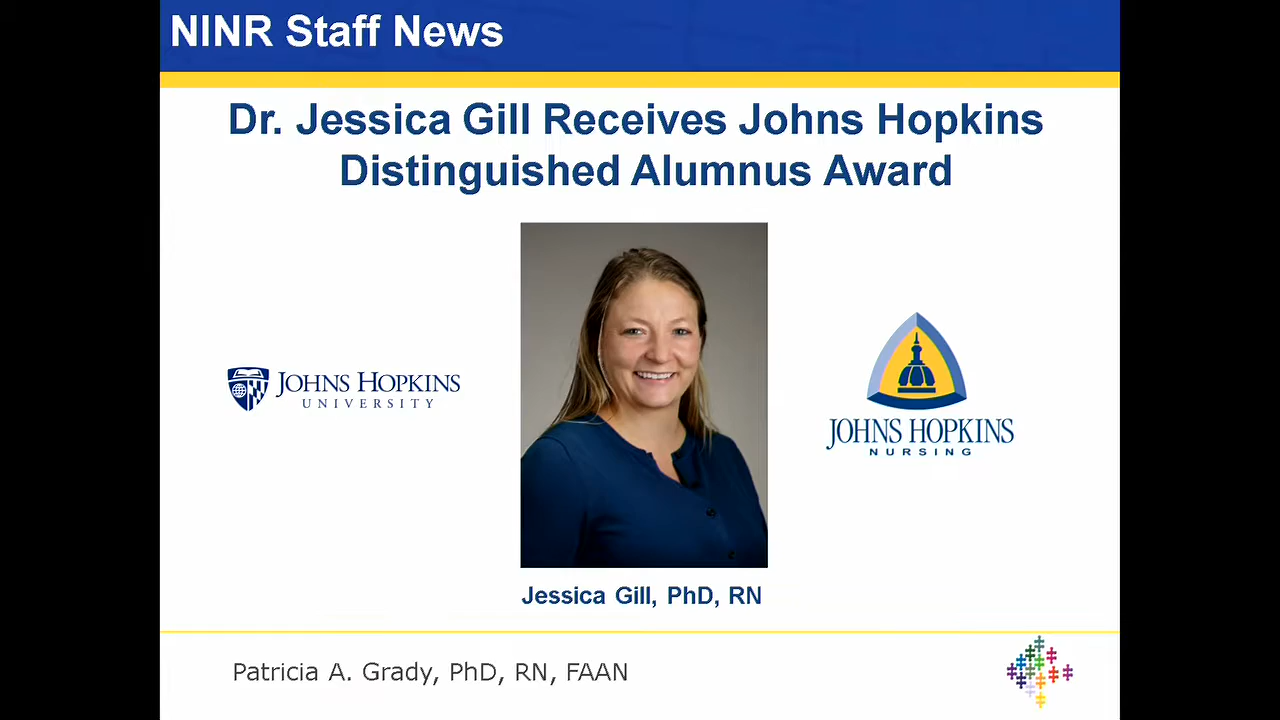 NINR Staff News
Dr. Jessica Gill Receives Johns Hopkins
Distinguished Alumnus Award
JOHNS HOPKINS
UNIVERSITY
JOHNS HOPKINS
NURSING
Jessica Gill, PhD, RN
Patricia A. Grady, PhD, RN, FAAN